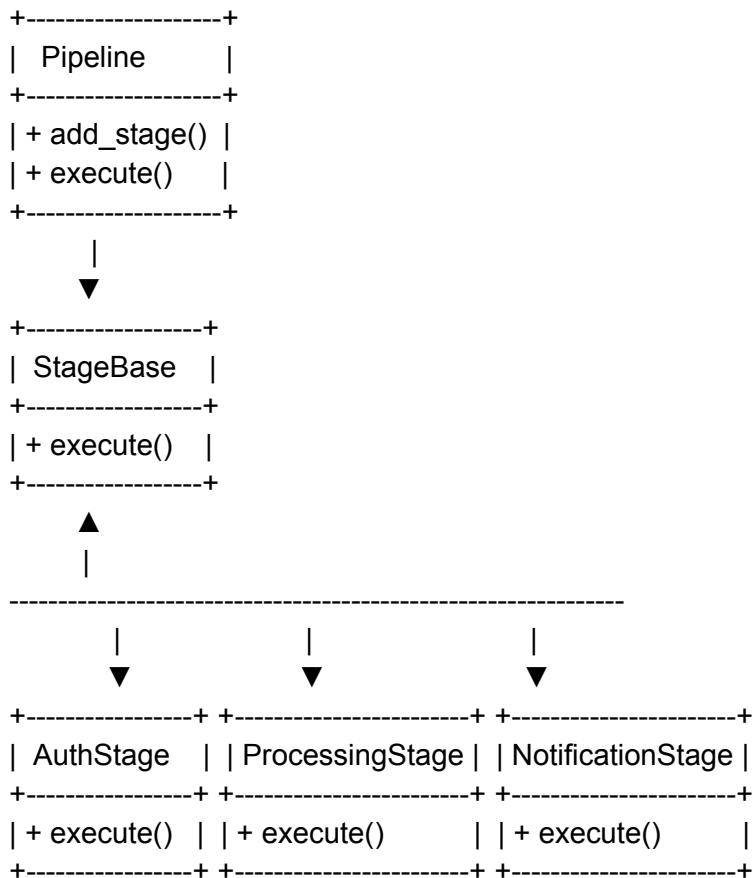 +--------------------+
| Pipeline |
+--------------------+
| + add_stage() |
| + execute() |
+--------------------+
|
▼
+------------------+
| StageBase |
+------------------+
| + execute() |
+------------------+
▲
|
---------------------------------------------------------------
| | |
▼ ▼ ▼
+-----------------+ +------------------------+ +-----------------------+
| AuthStage | | ProcessingStage | | NotificationStage |
+-----------------+ +------------------------+ +-----------------------+
| + execute() | | + execute() | | + execute() |
+-----------------+ +------------------------+ +-----------------------+